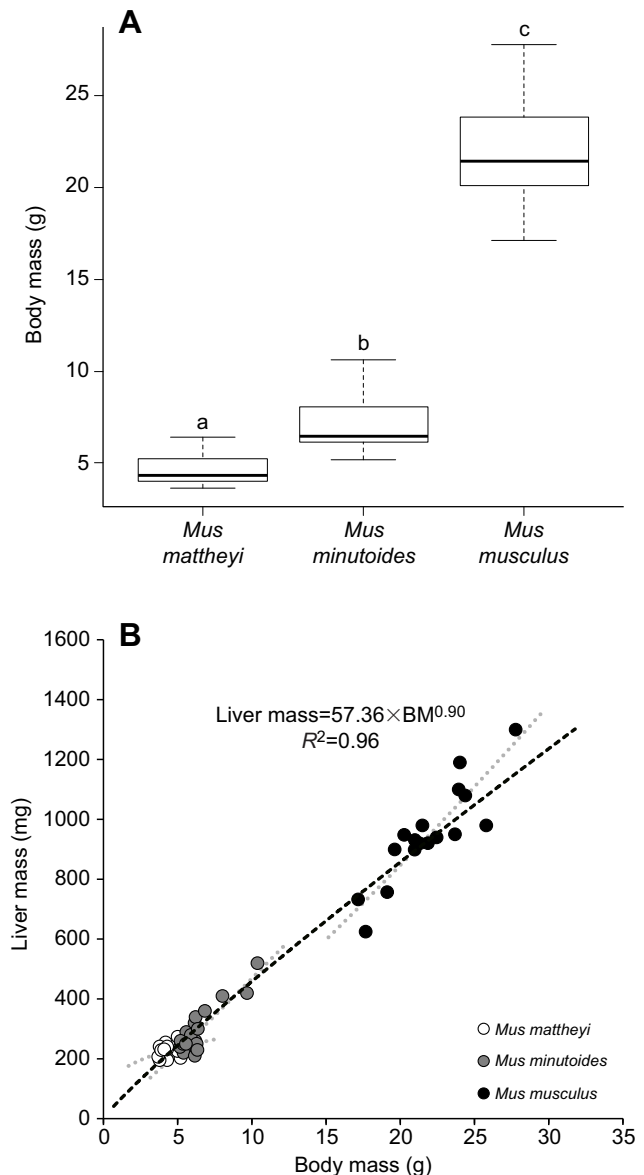 A
Body mass (g)
25
20
15
10
5
a
b
c
Mus
mattheyi
Mus
minutoides
Mus
musculus
B
Liver mass (mg)
1600
1400
1200
1000
800
600
400
200
0
Liver mass=57.36×BM^0.90
R²=0.96
Mus mattheyi
Mus minutoides
Mus musculus
0 5 10 15 20 25 30 35
Body mass (g)